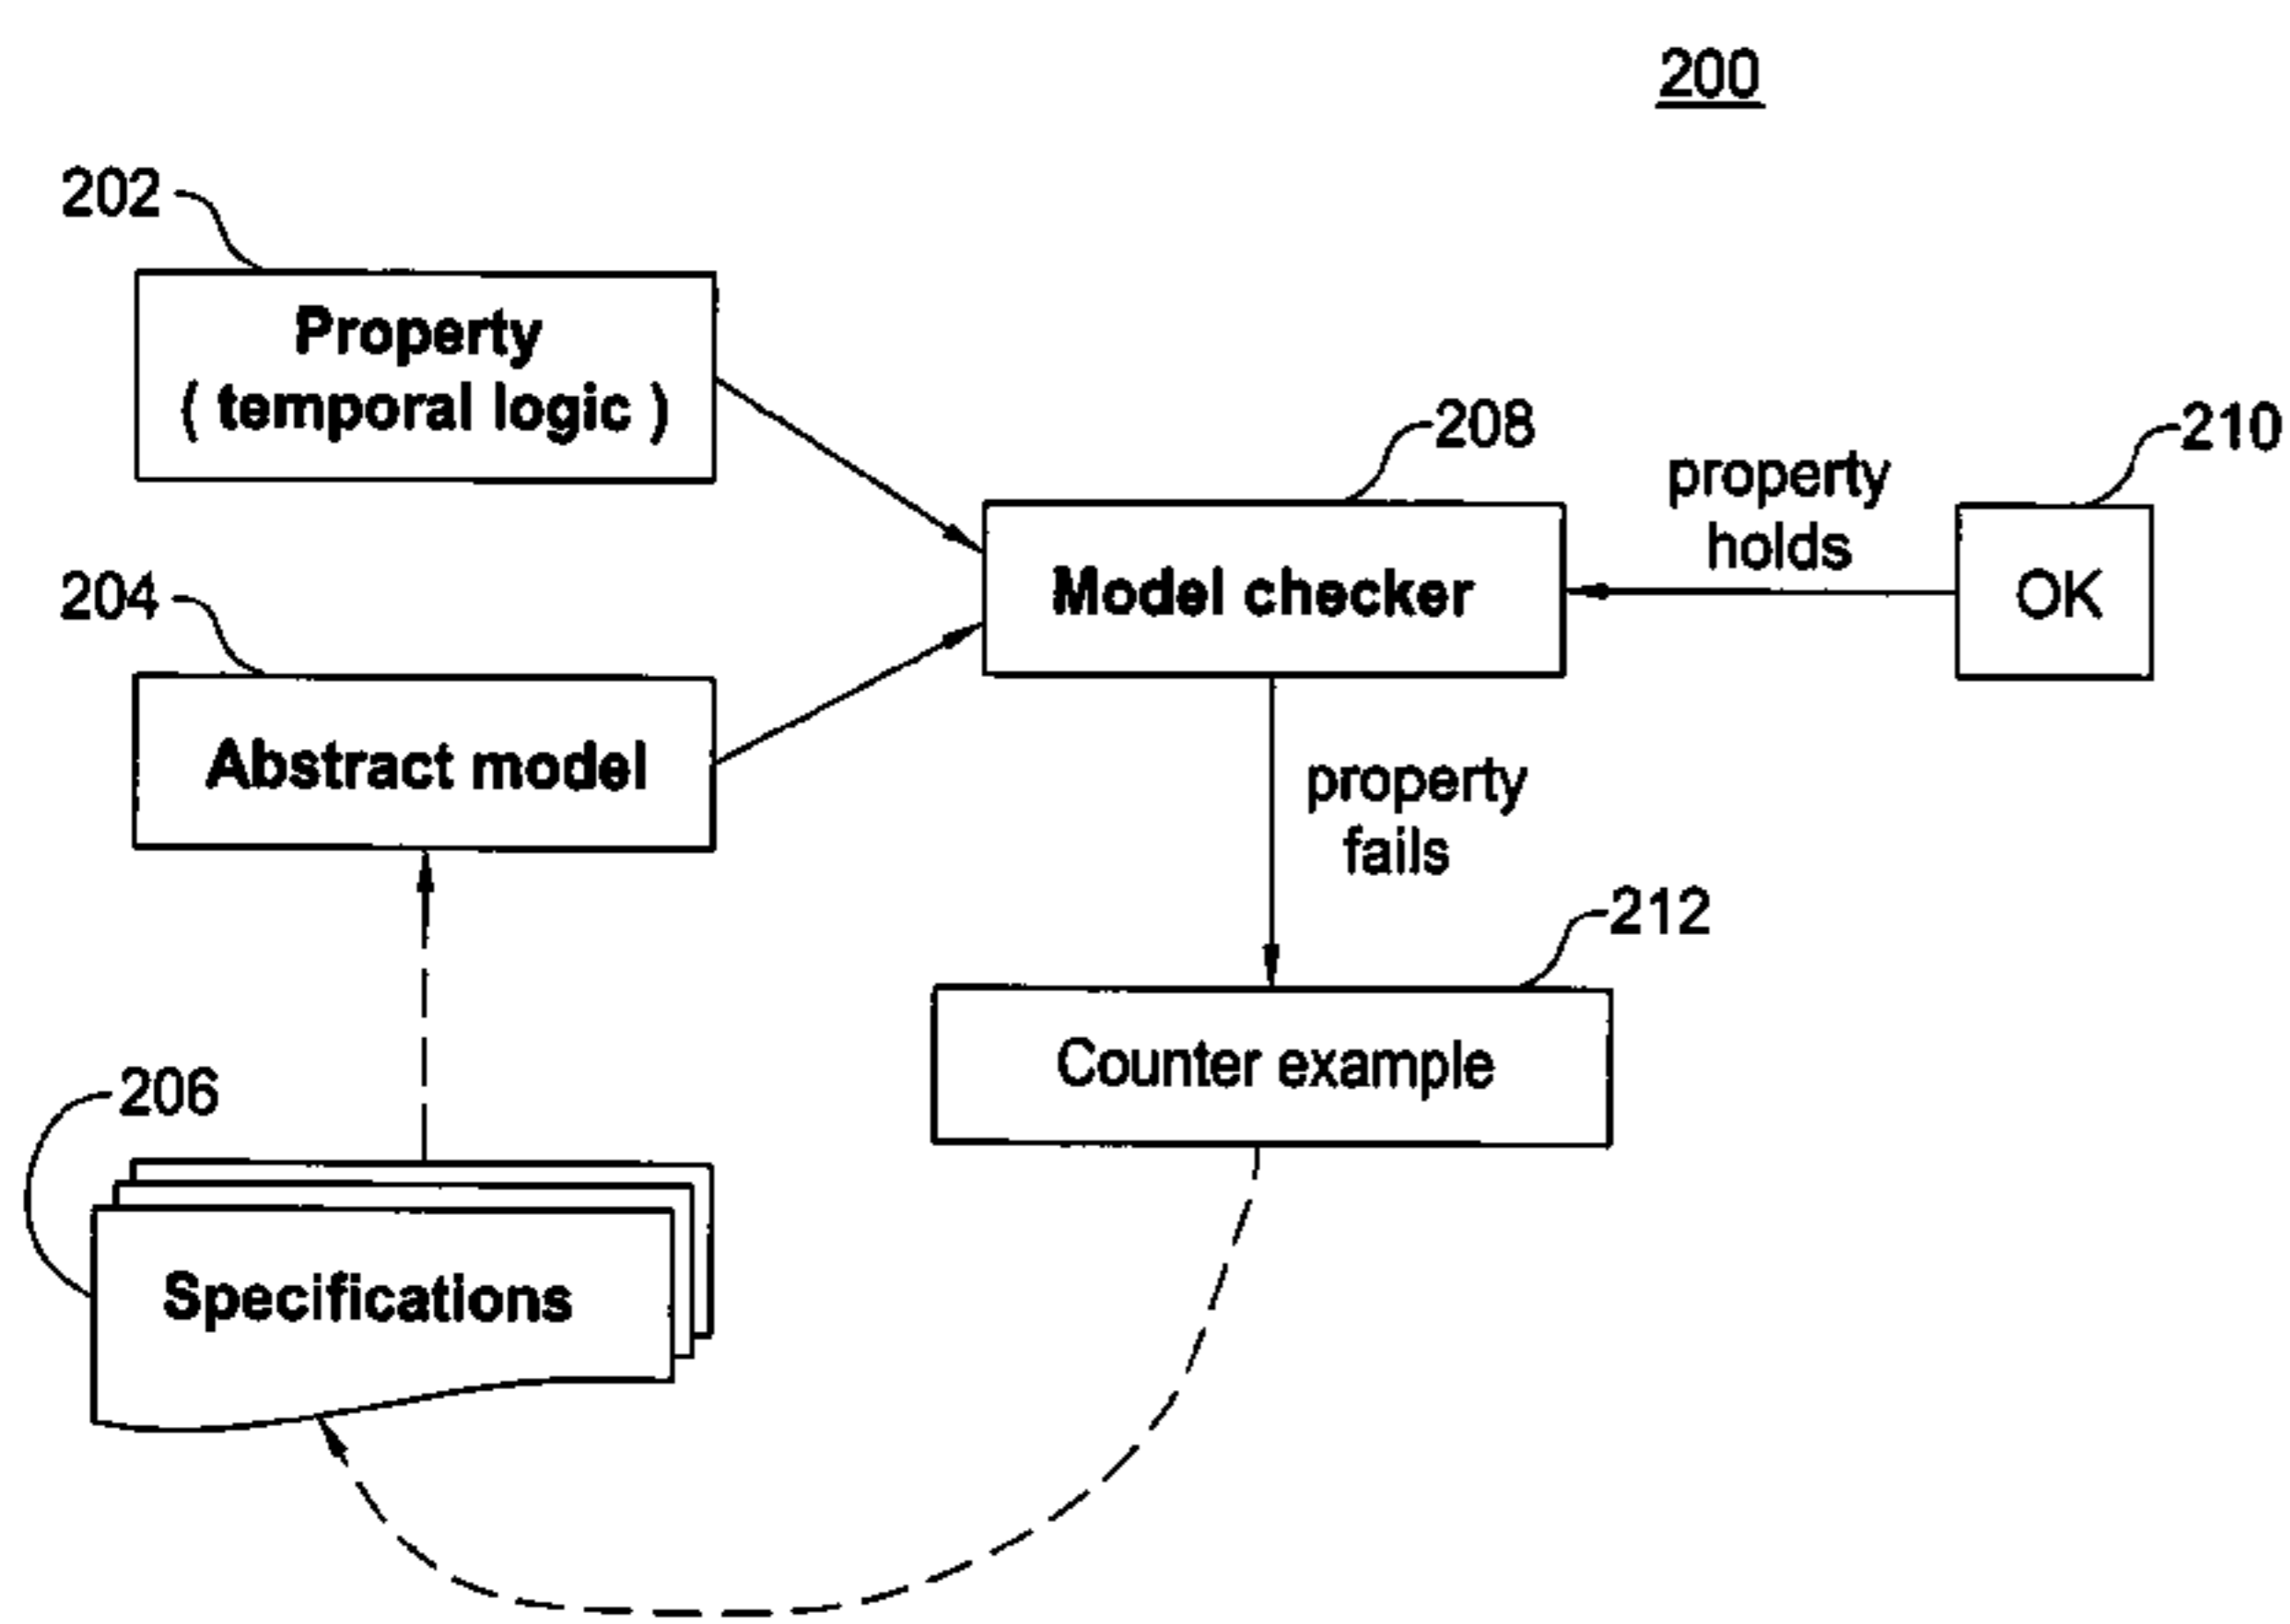 200
202
Property
( temporal logic )
208
210
property
holds
204
Model checker
OK
Abstract model
property
fails
212
206
Counter example
Specifications